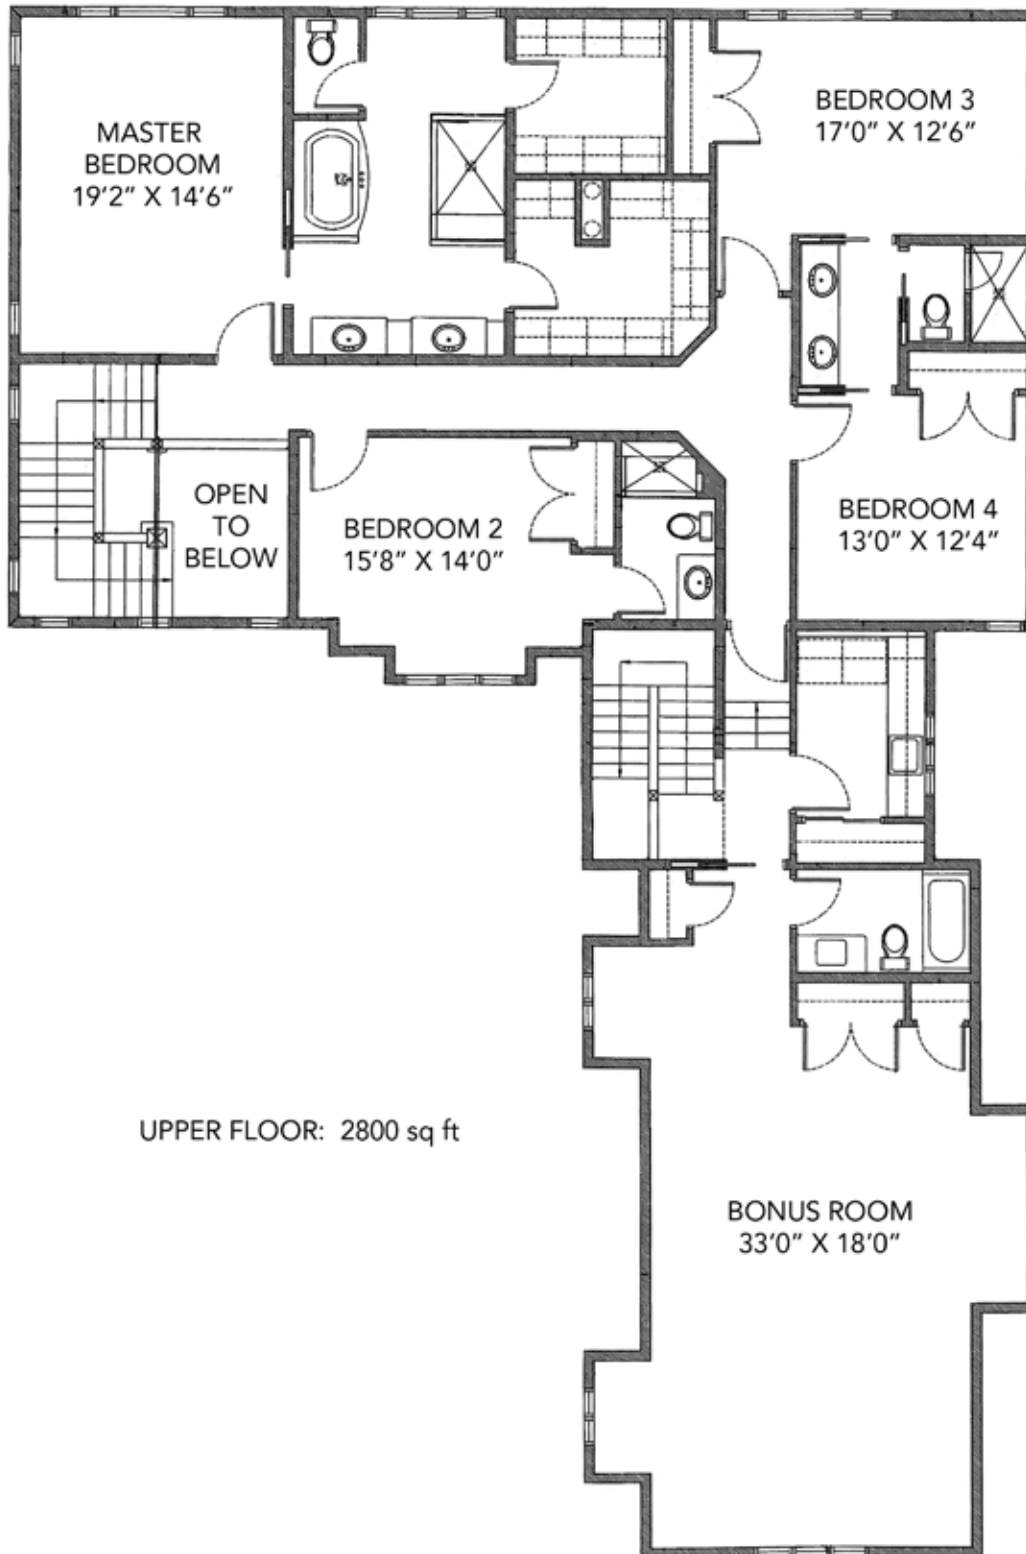 MASTER
BEDROOM
19'2" X 14'6"
BEDROOM 3
17'0" X 12'6"
OPEN
TO
BELOW
BEDROOM 2
15'8" X 14'0"
BEDROOM 4
13'0" X 12'4"
UPPER FLOOR: 2800 sq ft
BONUS ROOM
33'0" X 18'0"